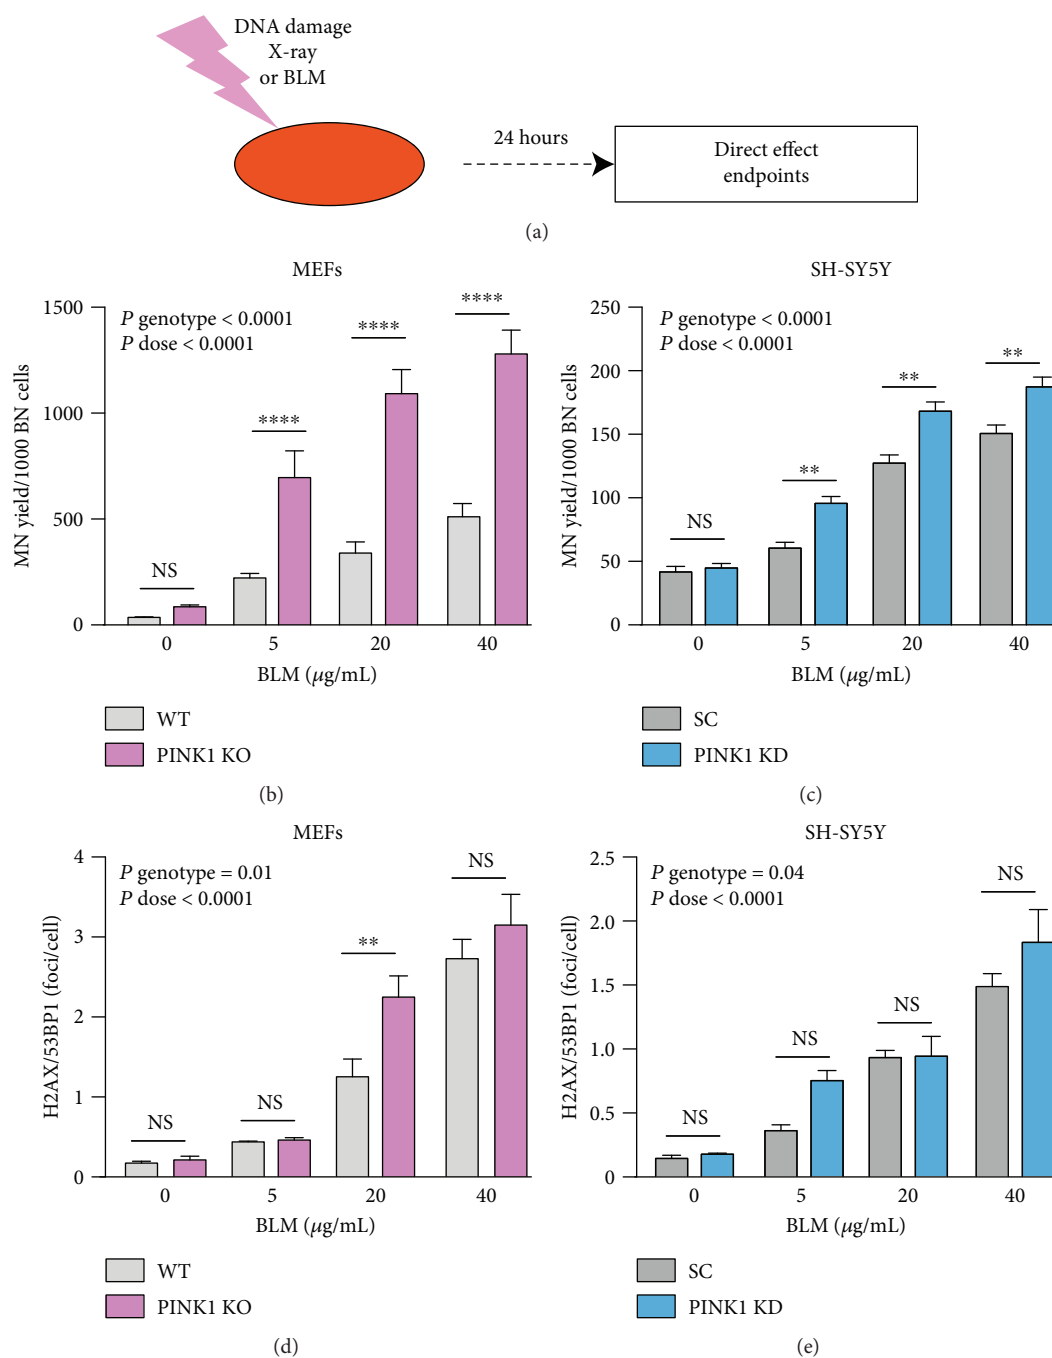 DNA damage
X-ray
or BLM
24 hours
Direct effect
endpoints
(a)
MEFs
P genotype < 0.0001
P dose < 0.0001
MN yield/1000 BN cells
1500
1000
500
0
NS
****
****
****
0 5 20 40
BLM (μg/mL)
WT
PINK1 KO
(b)
SH-SY5Y
P genotype < 0.0001
P dose < 0.0001
MN yield/1000 BN cells
250
200
150
100
50
0
NS
**
**
**
0 5 20 40
BLM (μg/mL)
SC
PINK1 KD
(c)
MEFs
P genotype = 0.01
P dose < 0.0001
H2AX/53BP1 (foci/cell)
4
3
2
1
0
NS
NS
**
NS
0 5 20 40
BLM (μg/mL)
WT
PINK1 KO
(d)
SH-SY5Y
P genotype = 0.04
P dose < 0.0001
H2AX/53BP1 (foci/cell)
2.5
2.0
1.5
1.0
0.5
0
NS
NS
NS
NS
0 5 20 40
BLM (μg/mL)
SC
PINK1 KD
(e)